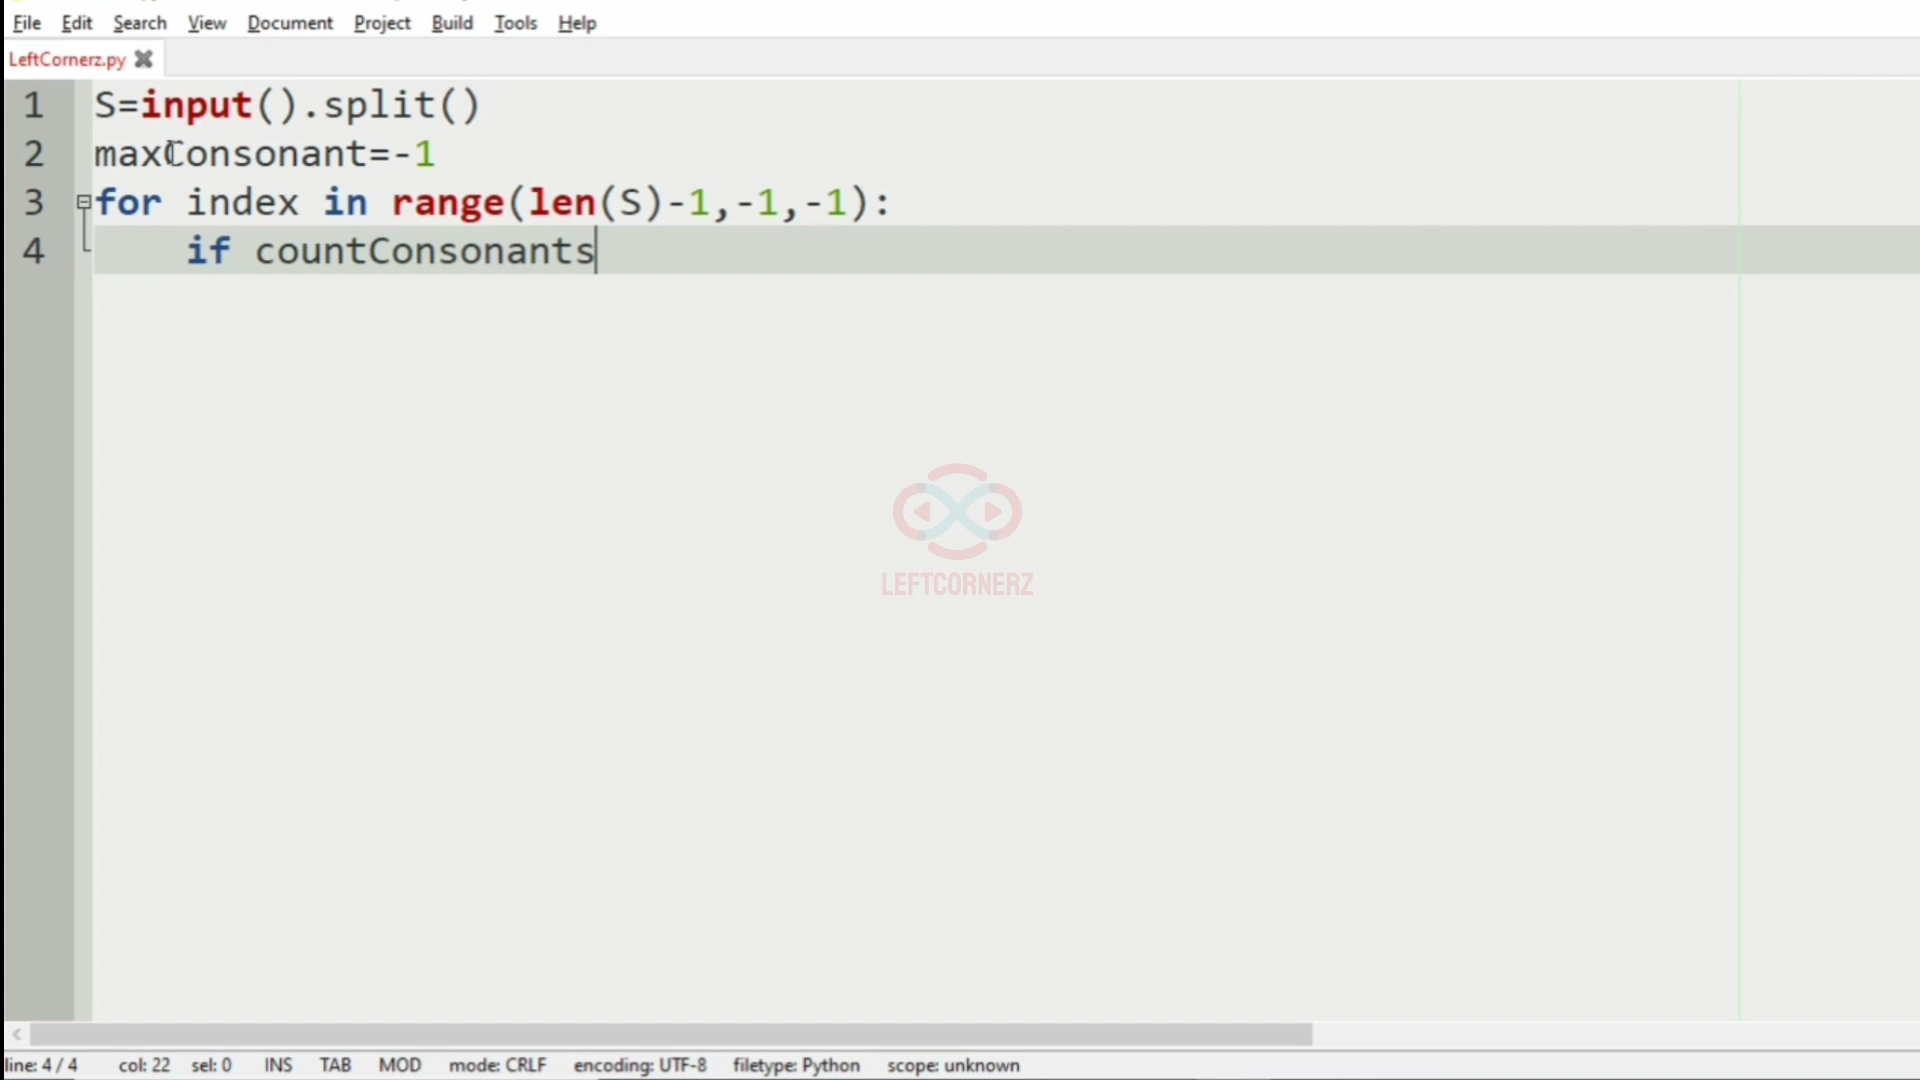 File Edit Search View Document Project Build Tools Help
LeftCornerz.py
1 S=input().split()
2 maxConsonant=-1
3 for index in range(len(S)-1,-1,-1):
4 if countConsonants
LEFTCORNERZ
line: 4 / 4 col: 22 sel: 0 INS TAB MOD mode: CRLF encoding: UTF-8 filetype: Python scope: unknown